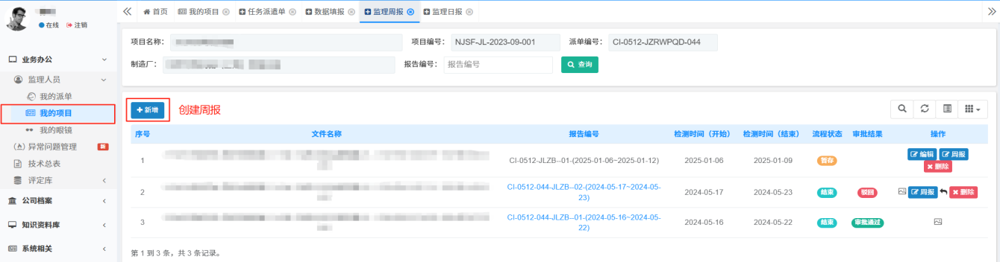 首页 我的项目 任务派遣单 数据填报 监理周报 监理日报
在线 注销
项目名称： 项目编号： NJSF-JL-2023-09-001 派单编号： CI-0512-JZRWPQD-044
制造厂： 报告编号： 报告编号 查询
业务办公
监理人员
我的派单
我的项目
我的眼镜
异常问题管理
技术总表
评定库
公司档案
知识资料库
系统相关
新增 创建周报
序号 文件名称 报告编号 检测时间（开始） 检测时间（结束） 流程状态 审批结果 操作
1 CI-0512-JLZB--01-(2025-01-06~2025-01-12) 2025-01-06 2025-01-09 暂存 编辑 周报
删除
2 CI-0512-044-JLZB--02-(2024-05-17~2024-05-
23) 2024-05-17 2024-05-23 结束 驳回 周报 删除
3 CI-0512-044-JLZB--01-(2024-05-16~2024-05-
22) 2024-05-16 2024-05-22 结束 审批通过
第 1 到 3 条，共 3 条记录。